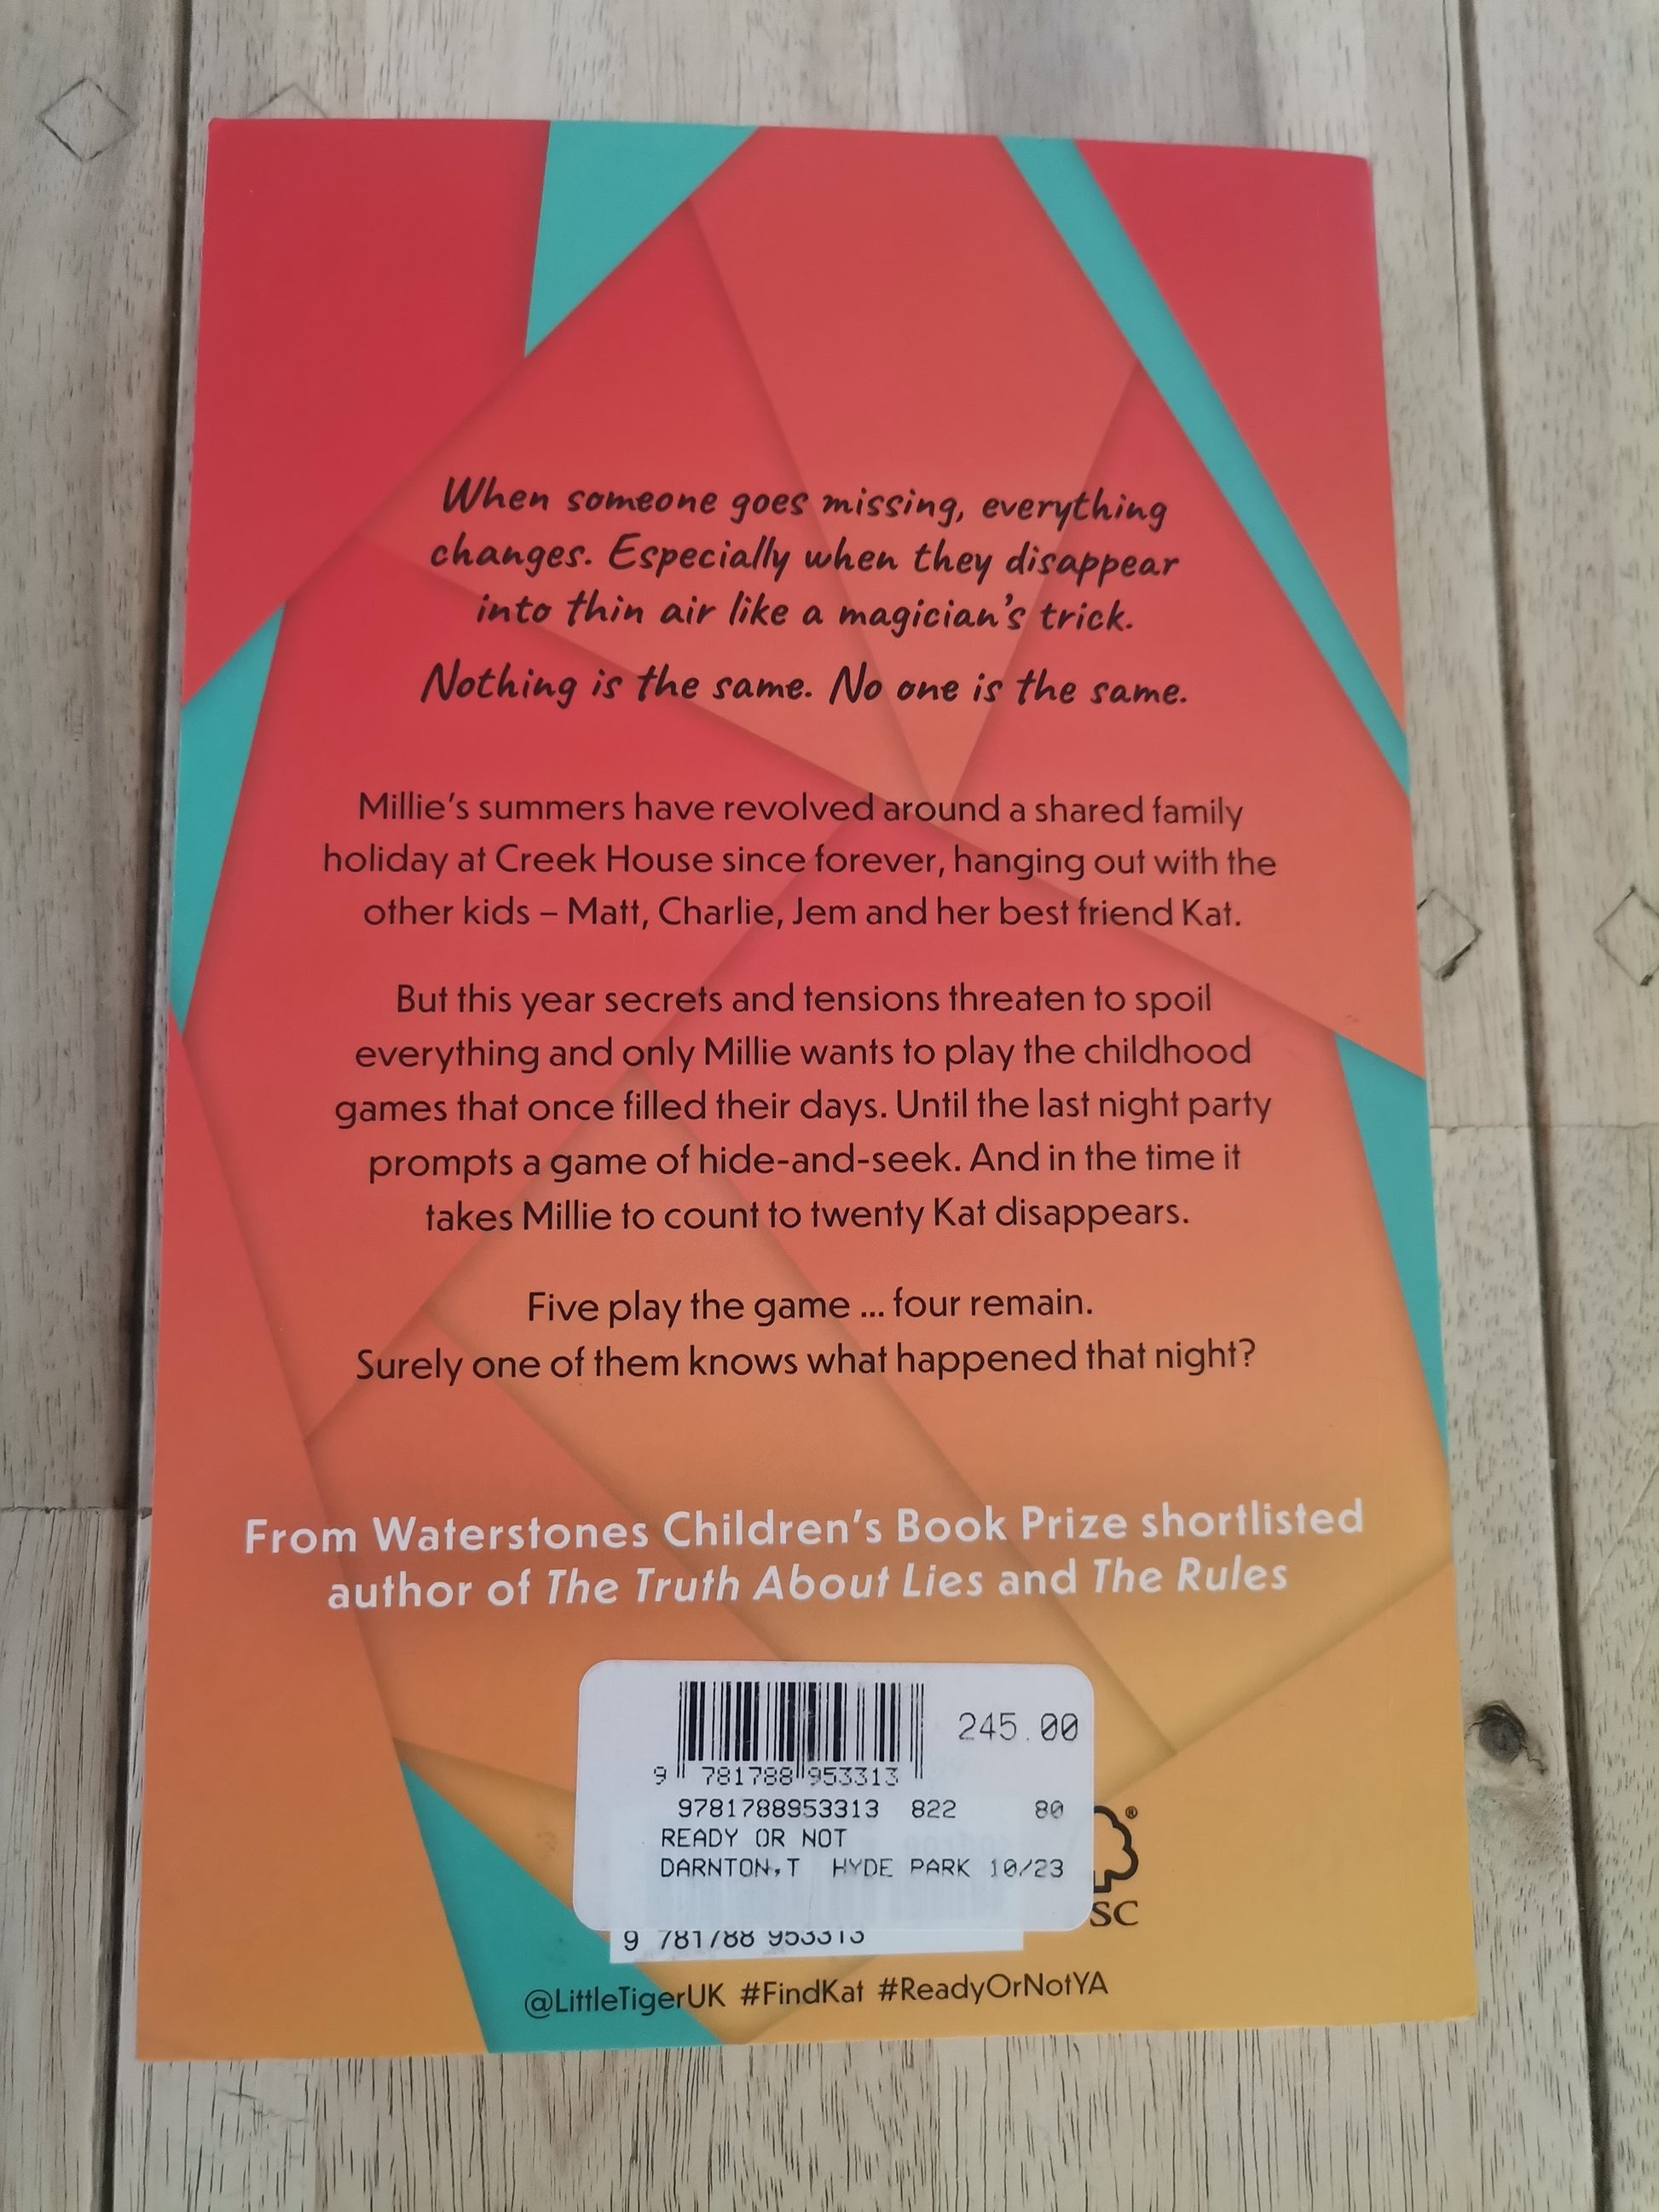 When someone goes missing, everything
changes. Especially when they disappear
into thin air like a magician's trick.
Nothing is the same. No one is the same.
Millie's summers have revolved around a shared family
holiday at Creek House since forever, hanging out with the
other kids – Matt, Charlie, Jem and her best friend Kat.
But this year secrets and tensions threaten to spoil
everything and only Millie wants to play the childhood
games that once filled their days. Until the last night party
prompts a game of hide-and-seek. And in the time it
takes Millie to count to twenty Kat disappears.
Five play the game ... four remain.
Surely one of them knows what happened that night?
From Waterstones Children's Book Prize shortlisted
author of The Truth About Lies and The Rules
245.00
9 781788 953313
9781788953313 822 80
READY OR NOT
DARNTON,T HYDE PARK 10/23
®
SC
9 781788 953313
@LittleTigerUK #FindKat #ReadyOrNotYA